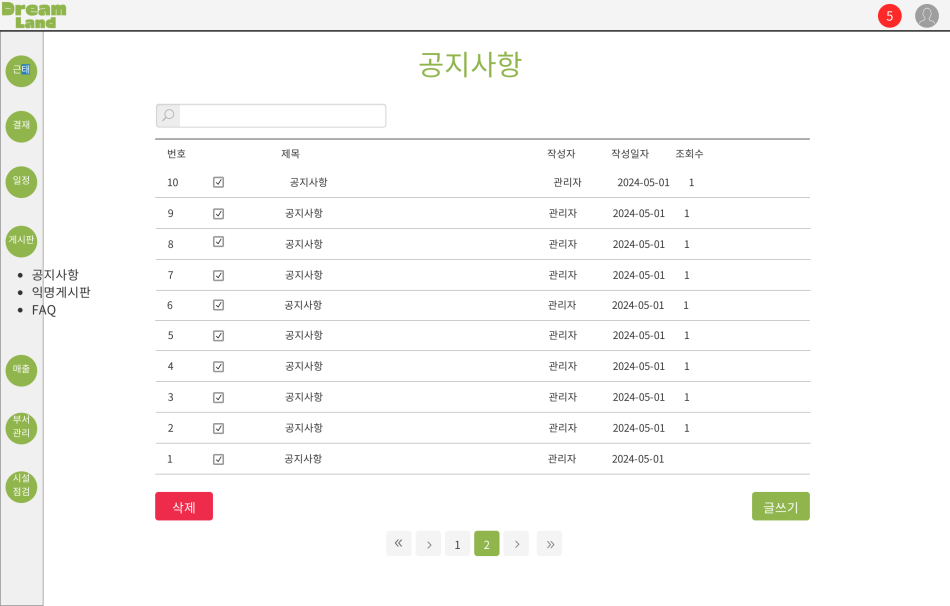 Dream
Land
5
공지사항
근태
결재
일정
게시판
공지사항
익명게시판
FAQ
매출
부서
관리
시설
점검
번호 제목 작성자 작성일자 조회수
10 공지사항 관리자 2024-05-01 1
9 공지사항 관리자 2024-05-01 1
8 공지사항 관리자 2024-05-01 1
7 공지사항 관리자 2024-05-01 1
6 공지사항 관리자 2024-05-01 1
5 공지사항 관리자 2024-05-01 1
4 공지사항 관리자 2024-05-01 1
3 공지사항 관리자 2024-05-01 1
2 공지사항 관리자 2024-05-01 1
1 공지사항 관리자 2024-05-01
삭제 글쓰기
« › 1 2 › »